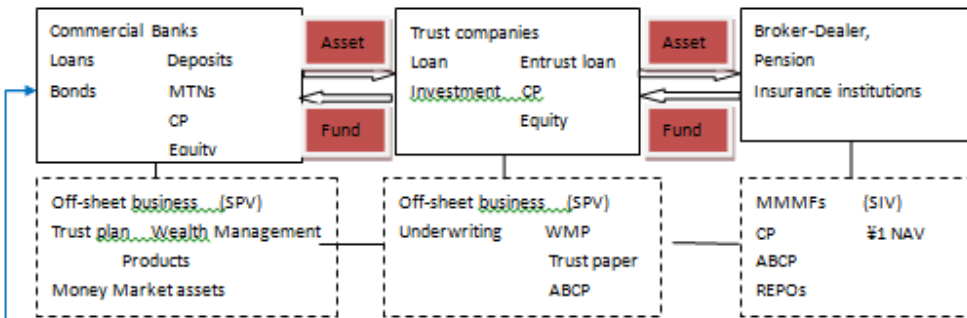 Commercial Banks
Loans Deposits
Bonds MTNs
CP
Equity
Asset
Fund
Trust companies
Loan Entrust loan
Investment CP
Equity
Asset
Fund
Broker-Dealer,
Pension
Insurance institutions
Off-sheet business (SPV)
Trust plan Wealth Management
Products
Money Market assets
Off-sheet business (SPV)
Underwriting WMP
Trust paper
ABCP
MMMFs (SIV)
CP ¥1 NAV
ABCP
REPOs